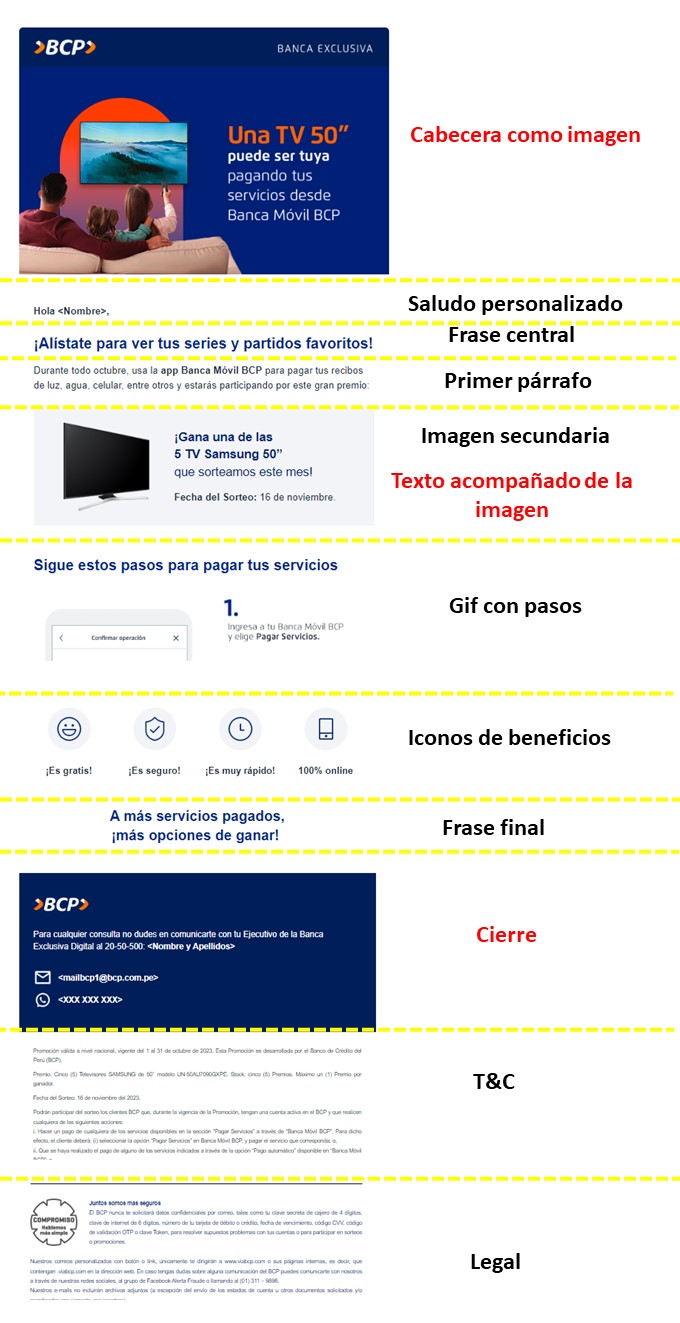 BCP
BANCA EXCLUSIVA
Una TV 50”
puede ser tuya
pagando tus
servicios desde
Banca Móvil BCP
Cabecera como imagen
Hola <Nombre>,
Saludo personalizado
¡Alístate para ver tus series y partidos favoritos!
Frase central
Durante todo octubre, usa la app Banca Móvil BCP para pagar tus recibos
de luz, agua, celular, entre otros y estarás participando por este gran premio:
Primer párrafo
¡Gana una de las
5 TV Samsung 50”
que sorteamos este mes!
Fecha del Sorteo: 16 de noviembre.
Imagen secundaria
Texto acompañado de la
imagen
Sigue estos pasos para pagar tus servicios
Confirmar operación
1.
Ingresa a tu Banca Móvil BCP
y elige Pagar Servicios.
Gif con pasos
¡Es gratis!
¡Es seguro!
¡Es muy rápido!
100% online
Iconos de beneficios
A más servicios pagados,
¡más opciones de ganar!
Frase final
BCP
Para cualquier consulta no dudes en comunicarte con tu Ejecutivo de la Banca
Exclusiva Digital al 20-50-500: <Nombre y Apellidos>
<mailbcp1@bcp.com.pe>
<XXX XXX XXX>
Cierre
Promoción válida a nivel nacional, vigente del 1 al 31 de octubre de 2023. Esta Promoción es desarrollada por el Banco de Crédito del
Perú (BCP).
Premio: Cinco (5) Televisores SAMSUNG de 50” modelo UN-50AU7090GXPE. Stock: cinco (5) Premios. Máximo un (1) Premio por
ganador.
Fecha del Sorteo: 16 de noviembre del 2023.
Podrán participar del sorteo los clientes BCP que, durante la vigencia de la Promoción, tengan una cuenta activa en el BCP y que realicen
cualquiera de las siguientes acciones:
i. Hacer un pago de cualquiera de los servicios disponibles en la sección “Pagar Servicios” a través de “Banca Móvil BCP”. Para dicho
efecto, el cliente deberá: (i) seleccionar la opción “Pagar Servicios” en Banca Móvil BCP, y pagar el servicio que corresponda; o,
ii. Que se haya realizado el pago de alguno de los servicios indicados a través de la opción “Pago automático” disponible en “Banca Móvil
T&C
COMPROMISO
Hablemos
más simple
Juntos somos más seguros
El BCP nunca te solicitará datos confidenciales por correo, tales como tu clave secreta de cajero de 4 dígitos,
clave de internet de 6 dígitos, número de tu tarjeta de débito o crédito, fecha de vencimiento, código CVV, código
de validación OTP o clave Token, para resolver supuestos problemas con tus cuentas o para participar en sorteos
o promociones.
Nuestros correos personalizados con botón o link, únicamente te dirigirán a www.viabcp.com o sus páginas internas, es decir, que
contengan .viabcp.com en la dirección web. En caso tengas dudas sobre alguna comunicación del BCP puedes comunicarte con nosotros
a través de nuestras redes sociales, al grupo de Facebook Alerta Fraude o llamando al (01) 311 – 9898.
Nuestros e-mails no incluirán archivos adjuntos (a excepción del envío de los estados de cuenta u otros documentos solicitados y/o
Legal